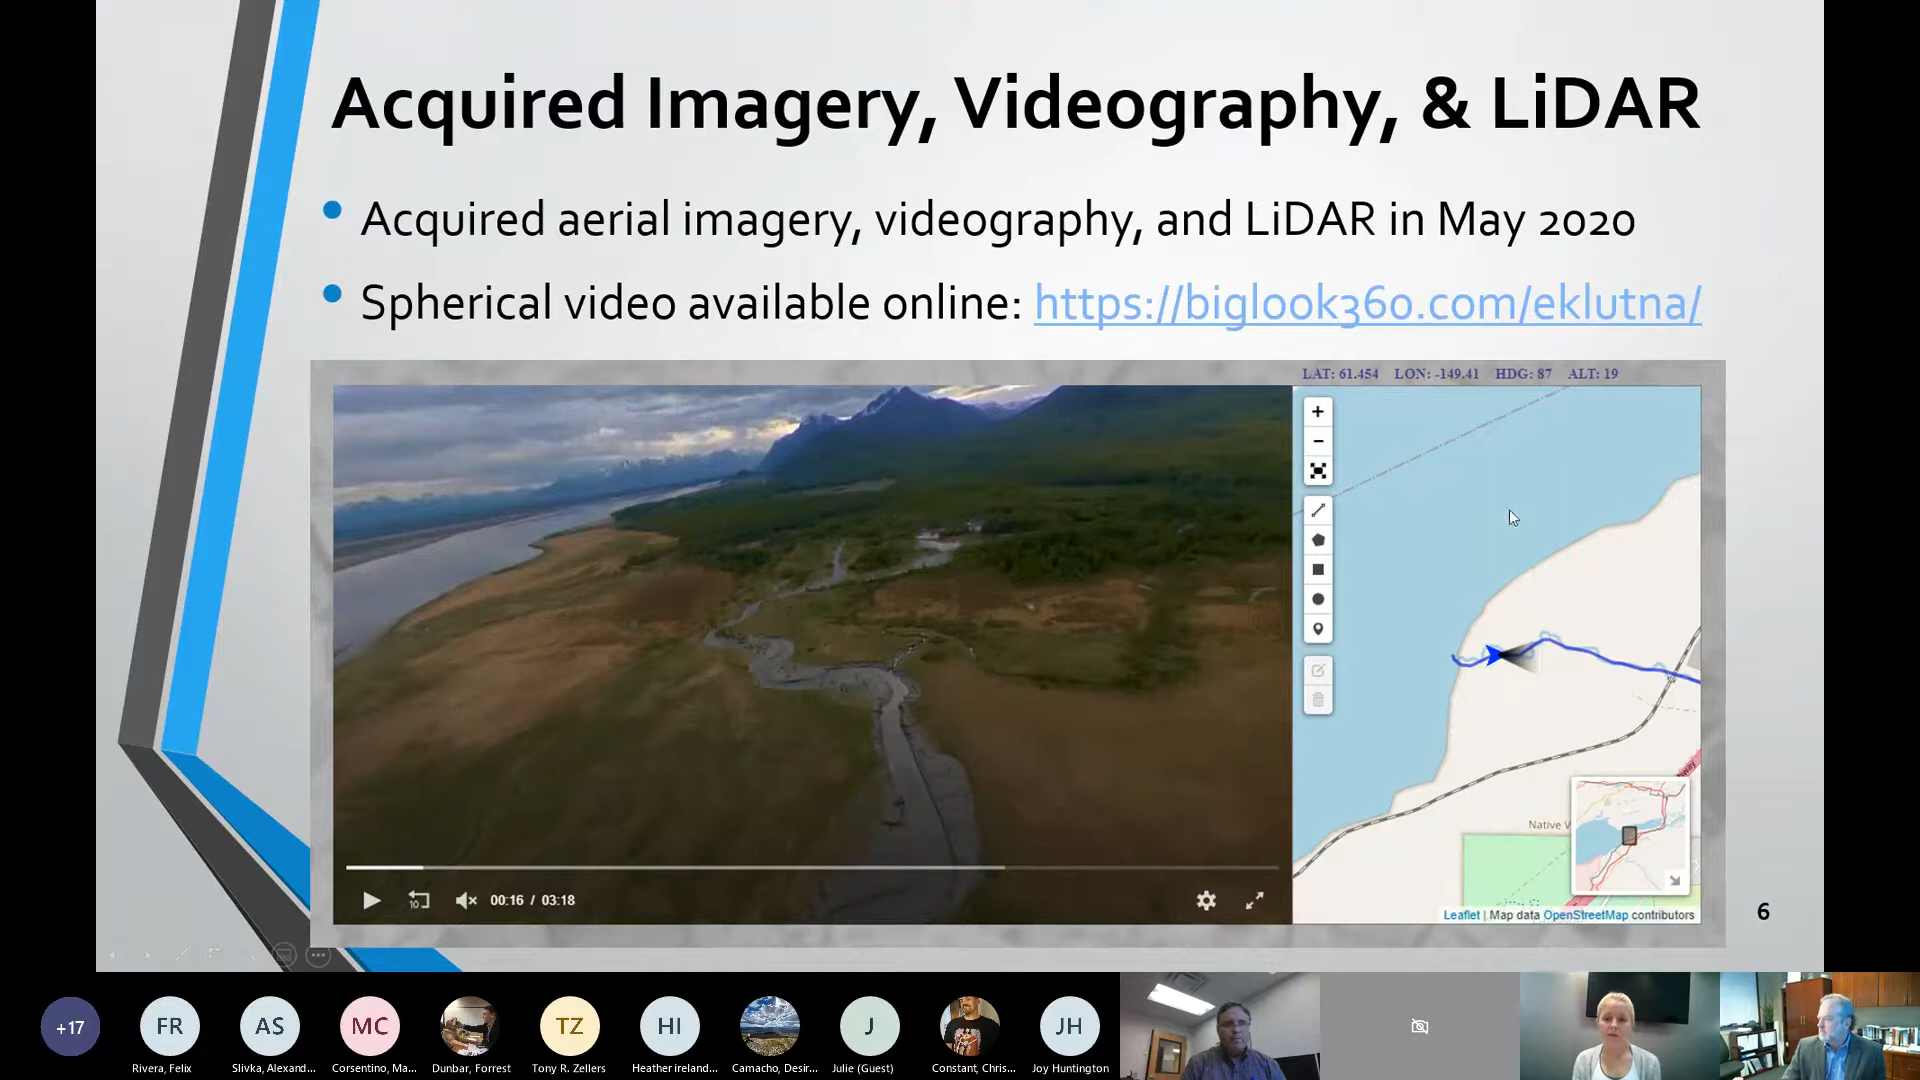 Acquired Imagery, Videography, & LiDAR
• Acquired aerial imagery, videography, and LiDAR in May 2020
• Spherical video available online: https://biglook360.com/eklutna/
LAT: 61.454 LON: -149.41 HDG: 87 ALT: 19
+
−
10
00:16 / 03:18
Native V
Leaflet | Map data OpenStreetMap contributors
6
+17
FR
AS
MC
TZ
HI
J
JH
Rivera, Felix
Slivka, Alexand...
Corsentino, Ma...
Dunbar, Forrest
Tony R. Zellers
Heather ireland...
Camacho, Desir...
Julie (Guest)
Constant, Chris...
Joy Huntington